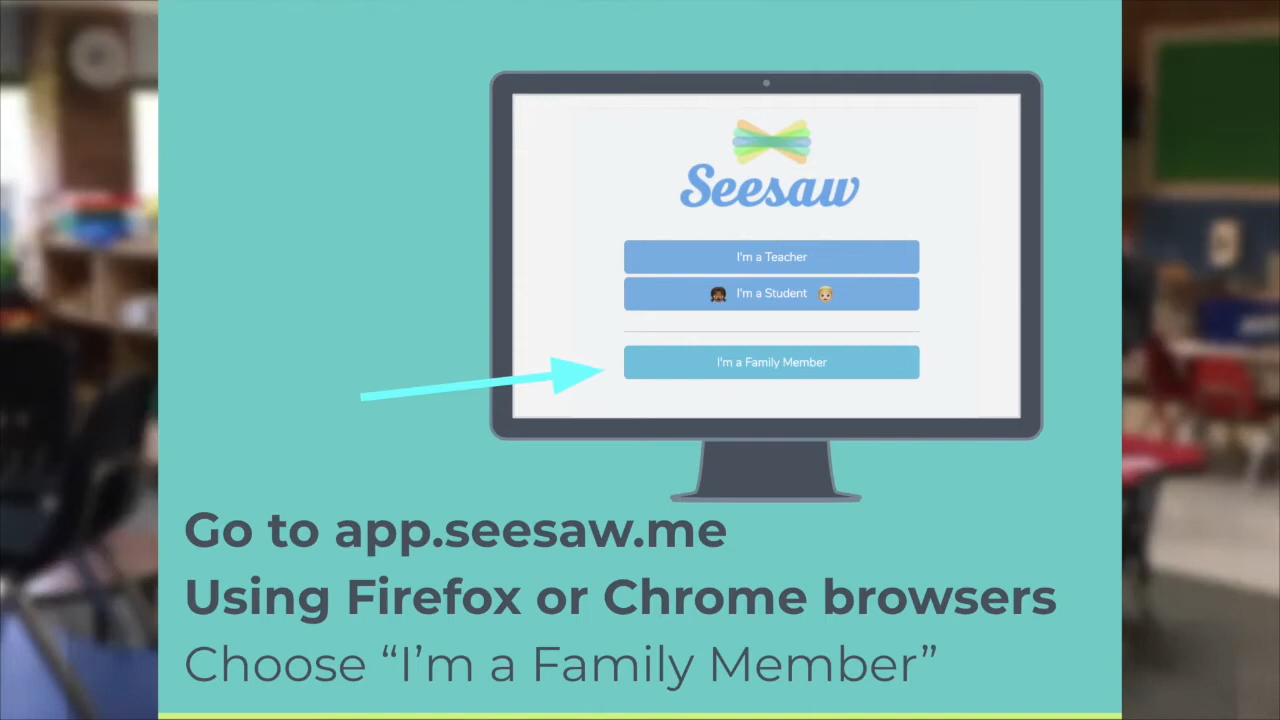 Seesaw
I'm a Teacher
I'm a Student
I'm a Family Member
Go to app.seesaw.me
Using Firefox or Chrome browsers
Choose “I’m a Family Member”